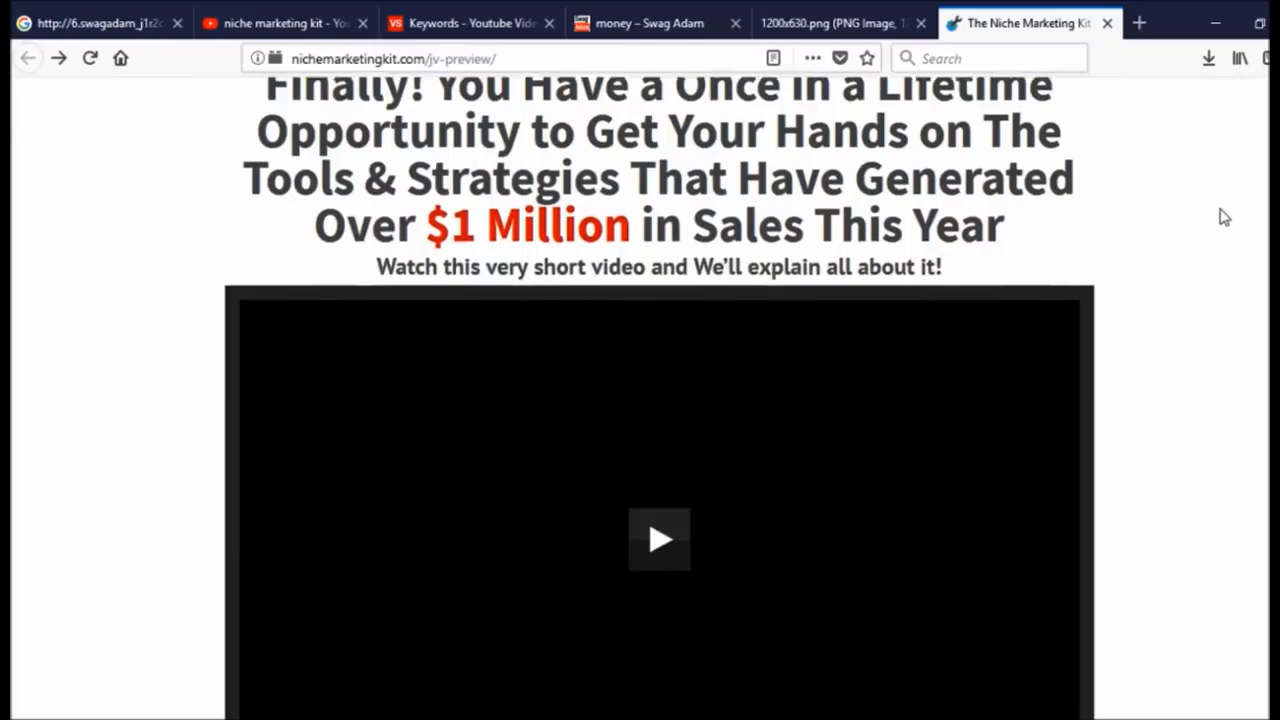 http://6.swagadam_j1r2c
niche marketing kit - Yo
Keywords - Youtube Vide
money – Swag Adam
1200x630.png (PNG Image, 1
The Niche Marketing Kit
nichemarketingkit.com/jv-preview/
Search
Finally! You Have a Once in a Lifetime
Opportunity to Get Your Hands on The
Tools & Strategies That Have Generated
Over $1 Million in Sales This Year
Watch this very short video and We'll explain all about it!